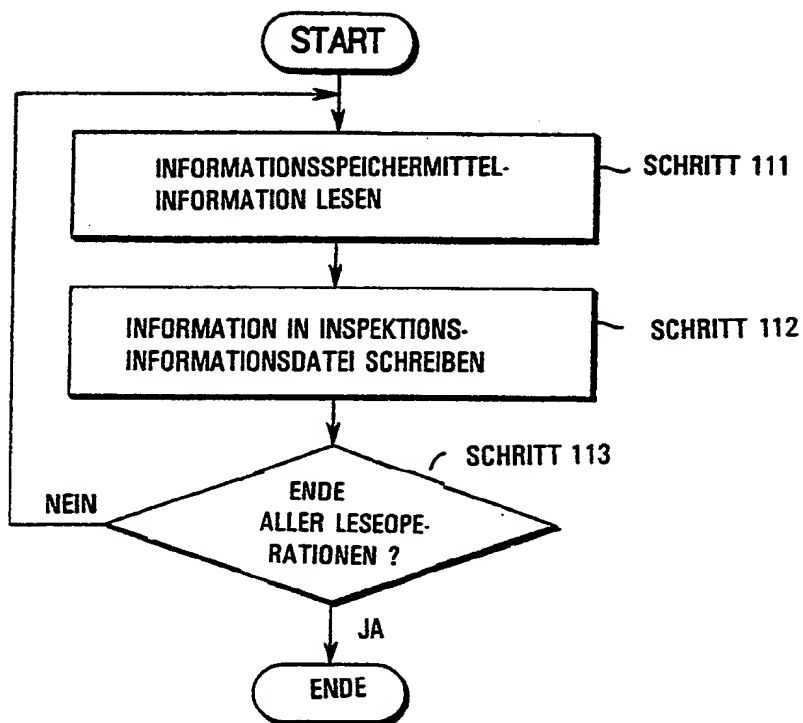 START
INFORMATIONSSPEICHERMITTEL-
INFORMATION LESEN
SCHRITT 111
INFORMATION IN INSPEKTIONS-
INFORMATIONSDATEI SCHREIBEN
SCHRITT 112
SCHRITT 113
NEIN
ENDE
ALLER LESEOPE-
RATIONEN ?
JA
ENDE